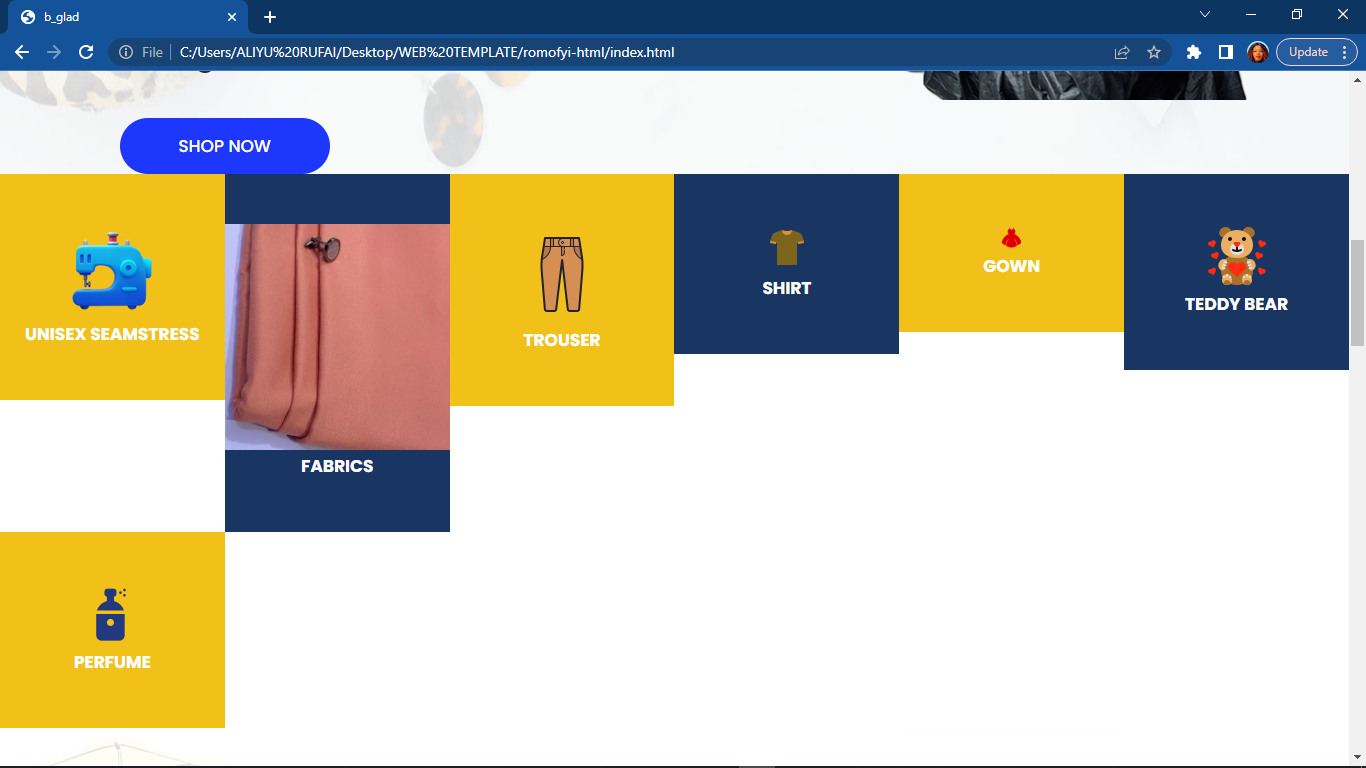 b_glad
File
C:/Users/ALIYU%20RUFAI/Desktop/WEB%20TEMPLATE/romofyi-html/index.html
Update
SHOP NOW
UNISEX SEAMSTRESS
FABRICS
TROUSER
SHIRT
GOWN
TEDDY BEAR
PERFUME